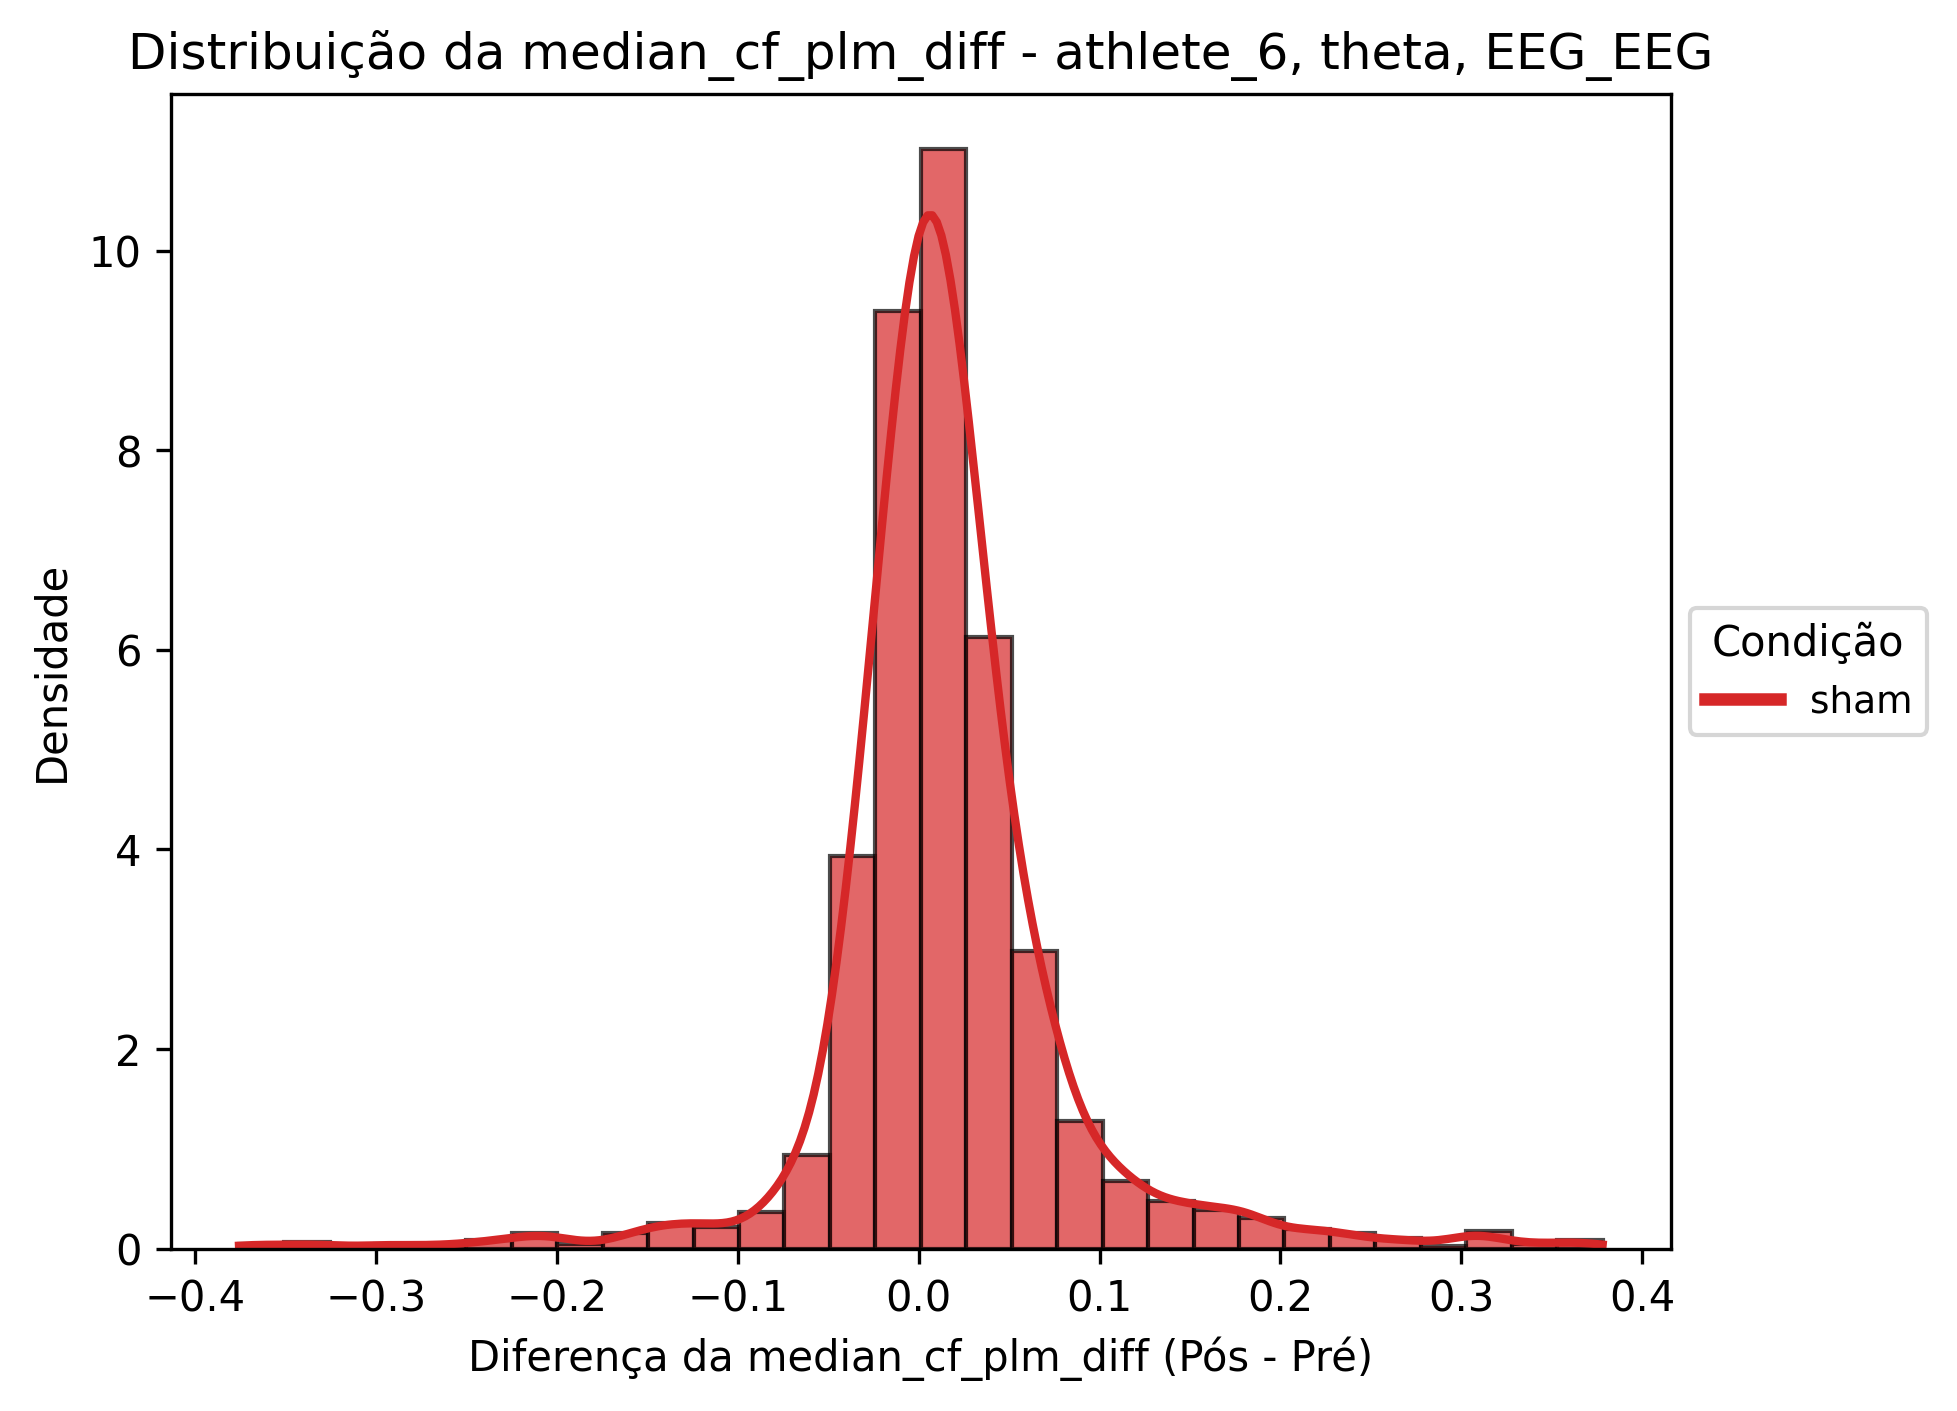 Distribuição da median_cf_plm_diff - athlete_6, theta, EEG_EEG
Densidade
10
8
6
4
2
0
−0.4 −0.3 −0.2 −0.1 0.0 0.1 0.2 0.3 0.4
Diferença da median_cf_plm_diff (Pós - Pré)
Condição
sham